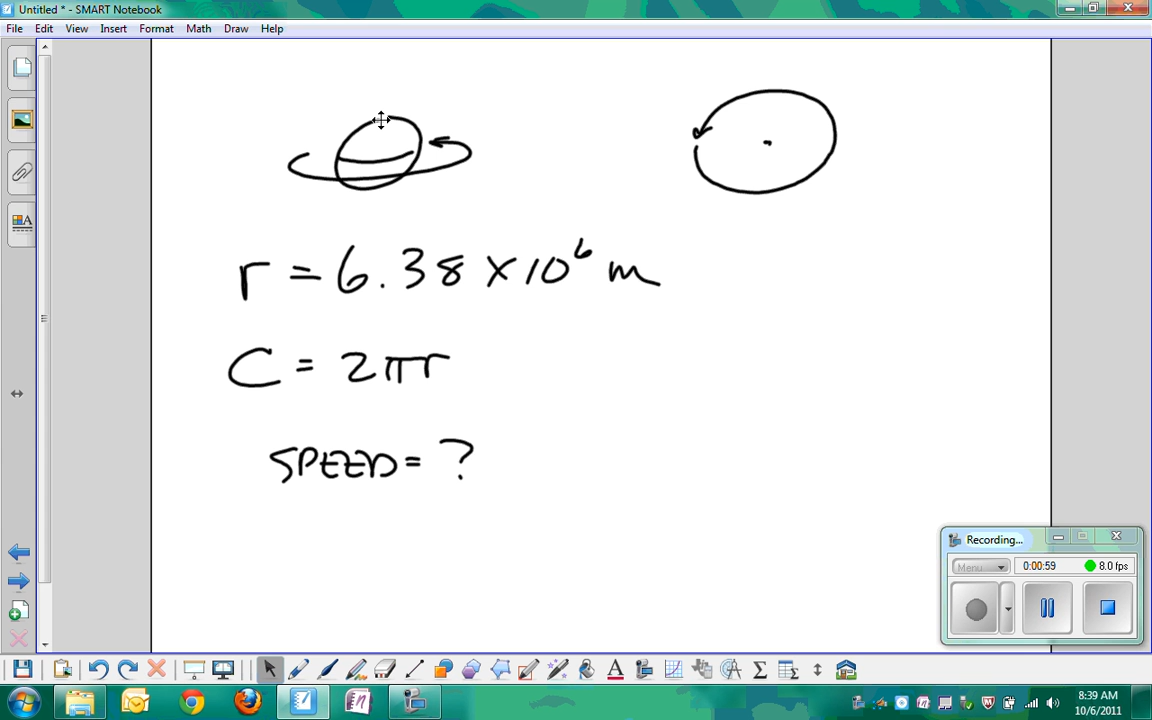 Untitled * - SMART Notebook
File Edit View Insert Format Math Draw Help
r = 6.38 x 10⁶ m
C = 2πr
SPEED = ?
Recording...
Menu 0:00:59 8.0 fps
8:39 AM
10/6/2011